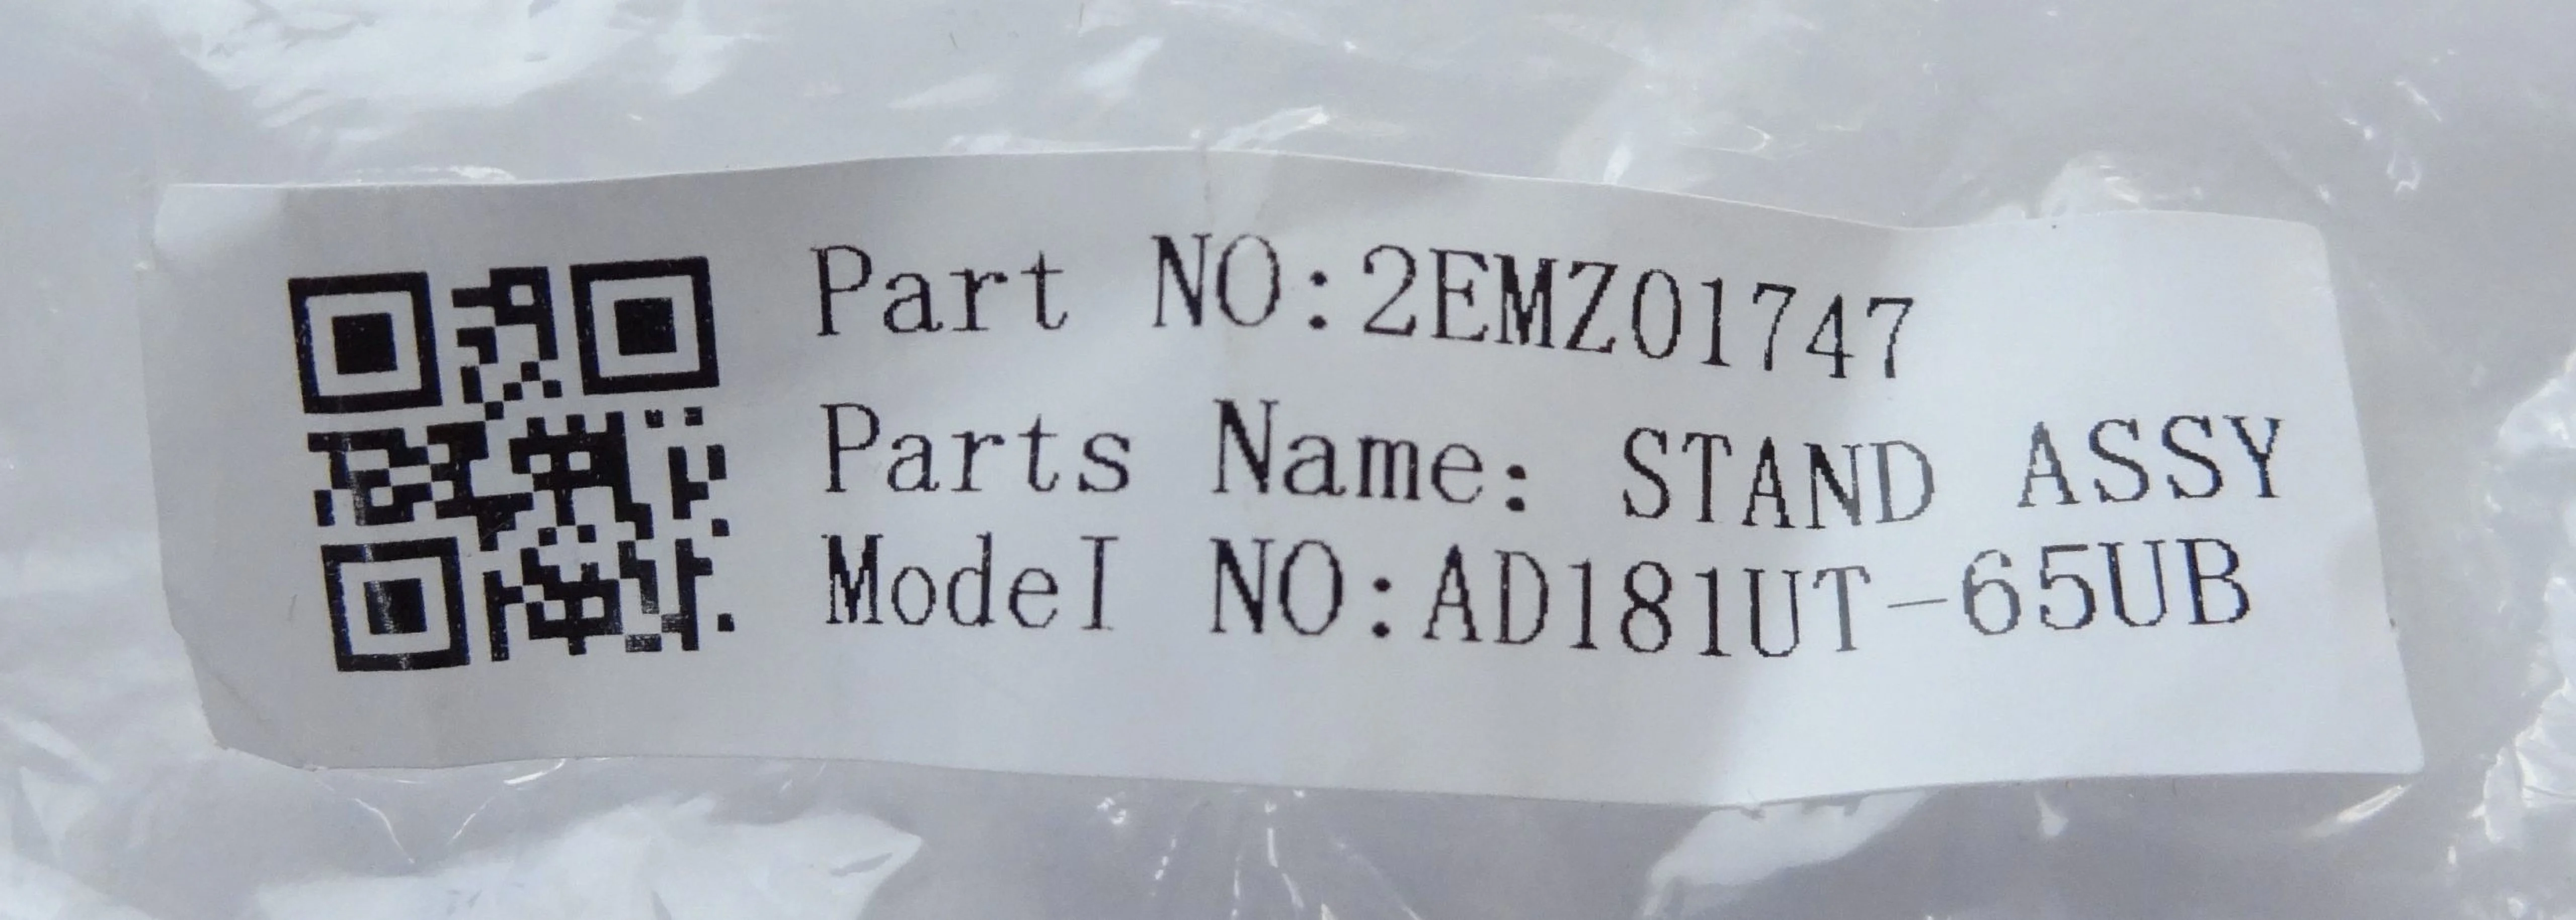 Part NO:2EMZ01747
Parts Name: STAND ASSY
ModeI NO:AD181UT-65UB